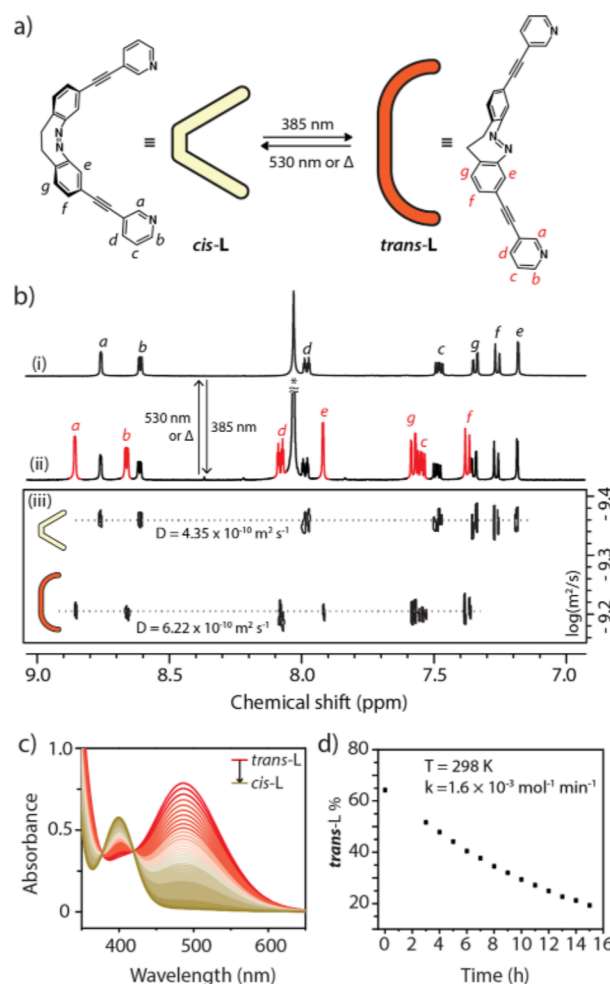 a)
N
N
N
N
g
f
e
a
d
c
b
≡
cis-L
385 nm
530 nm or Δ
trans-L
≡
N
N
N
g
e
f
d
a
c
b
N
b)
(i)
a
b
d
c
g
f
e
530 nm
or Δ
385 nm
*
≈
(ii)
a
b
d
e
g
c
f
(iii)
D = 4.35 x 10⁻¹⁰ m² s⁻¹
D = 6.22 x 10⁻¹⁰ m² s⁻¹
- 9.4
- 9.3
- 9.2
log(m²/s)
9.0 8.5 8.0 7.5 7.0
Chemical shift (ppm)
c)
1.0
0.5
0
Absorbance
trans-L
cis-L
400 500 600
Wavelength (nm)
d)
80
60
40
20
trans-L %
T = 298 K
k=1.6 × 10⁻³ mol⁻¹ min⁻¹
0 2 4 6 8 10 12 14 16
Time (h)